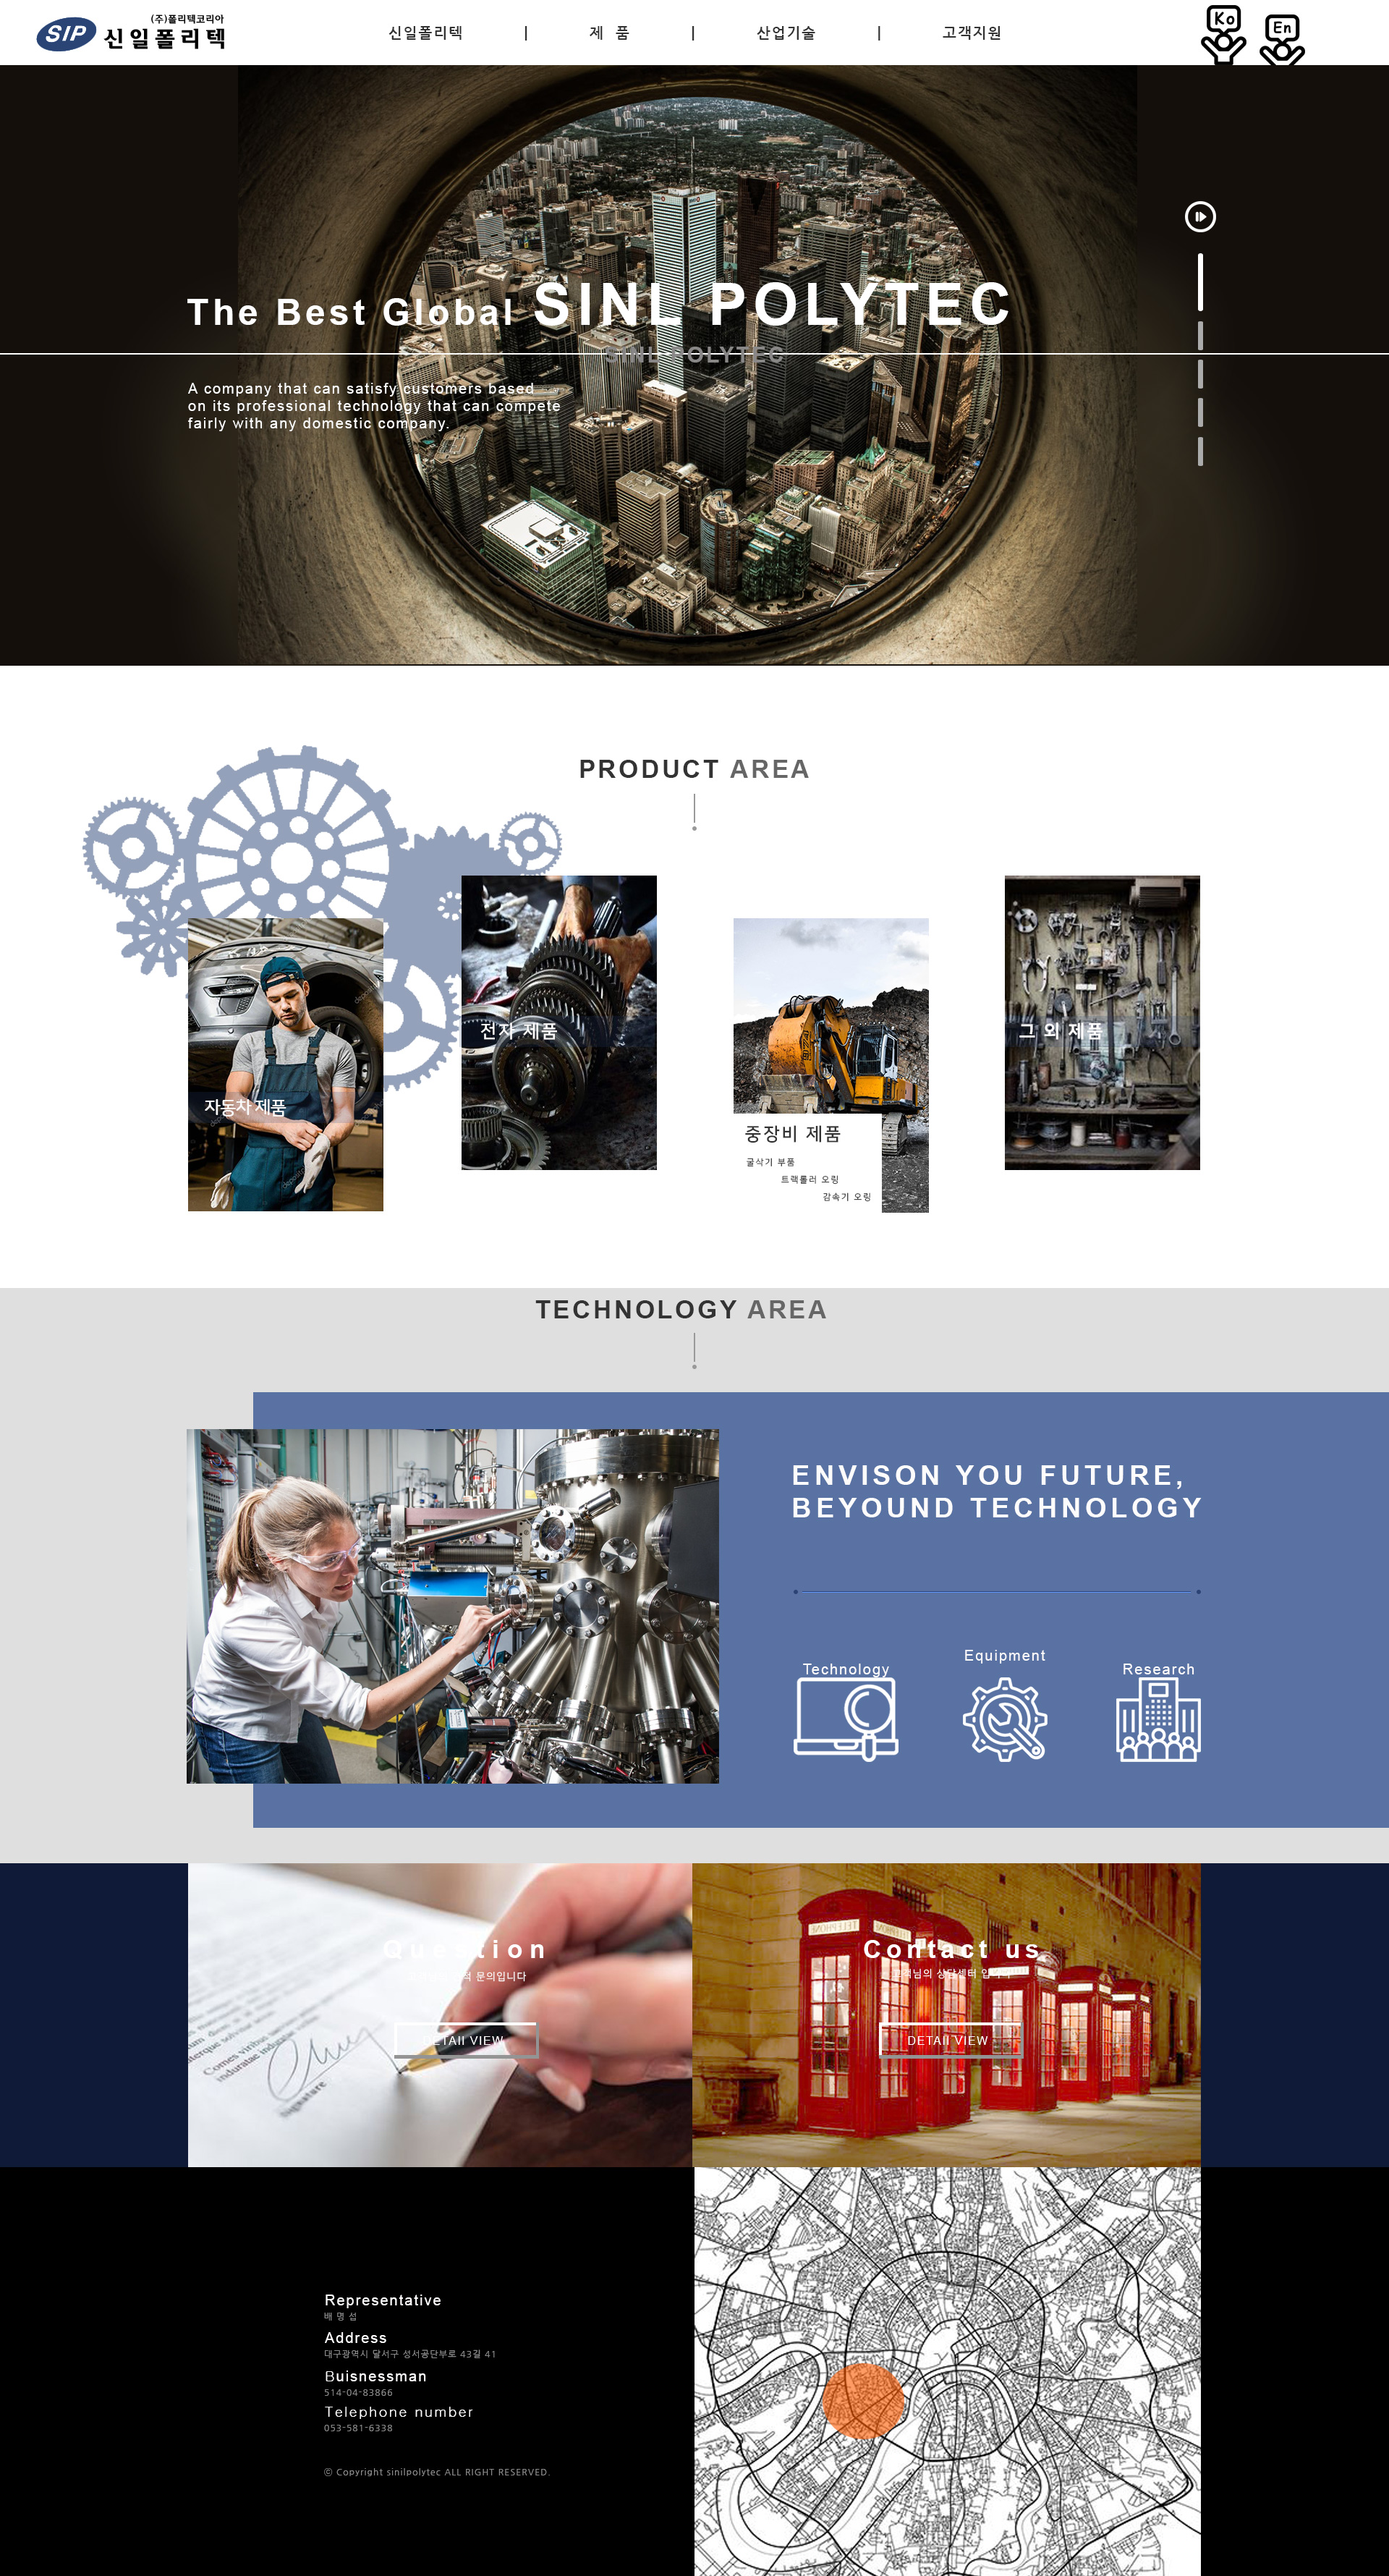 SIP
(주)폴리텍코리아
신일폴리텍
신일폴리텍 | 제 품 | 산업기술 | 고객지원
Ko
En
The Best Global SINL POLYTEC
SINL POLYTEC
A company that can satisfy customers based
on its professional technology that can compete
fairly with any domestic company.
PRODUCT AREA
자동차 제품
전자 제품
중장비 제품
굴삭기 부품
트랙롤러 오링
감속기 오링
그 외 제품
TECHNOLOGY AREA
ENVISON YOU FUTURE,
BEYOUND TECHNOLOGY
Technology
Equipment
Research
Question
문의입니다
DETAIl VIEW
Contact us
고객님의 상담센터 입니다
DETAIl VIEW
TELEPHONE
Representative
배 명 섭
Address
대구광역시 달서구 성서공단부로 43길 41
Buisnessman
514-04-83866
Telephone number
053-581-6338
ⓒ Copyright sinilpolytec ALL RIGHT RESERVED.